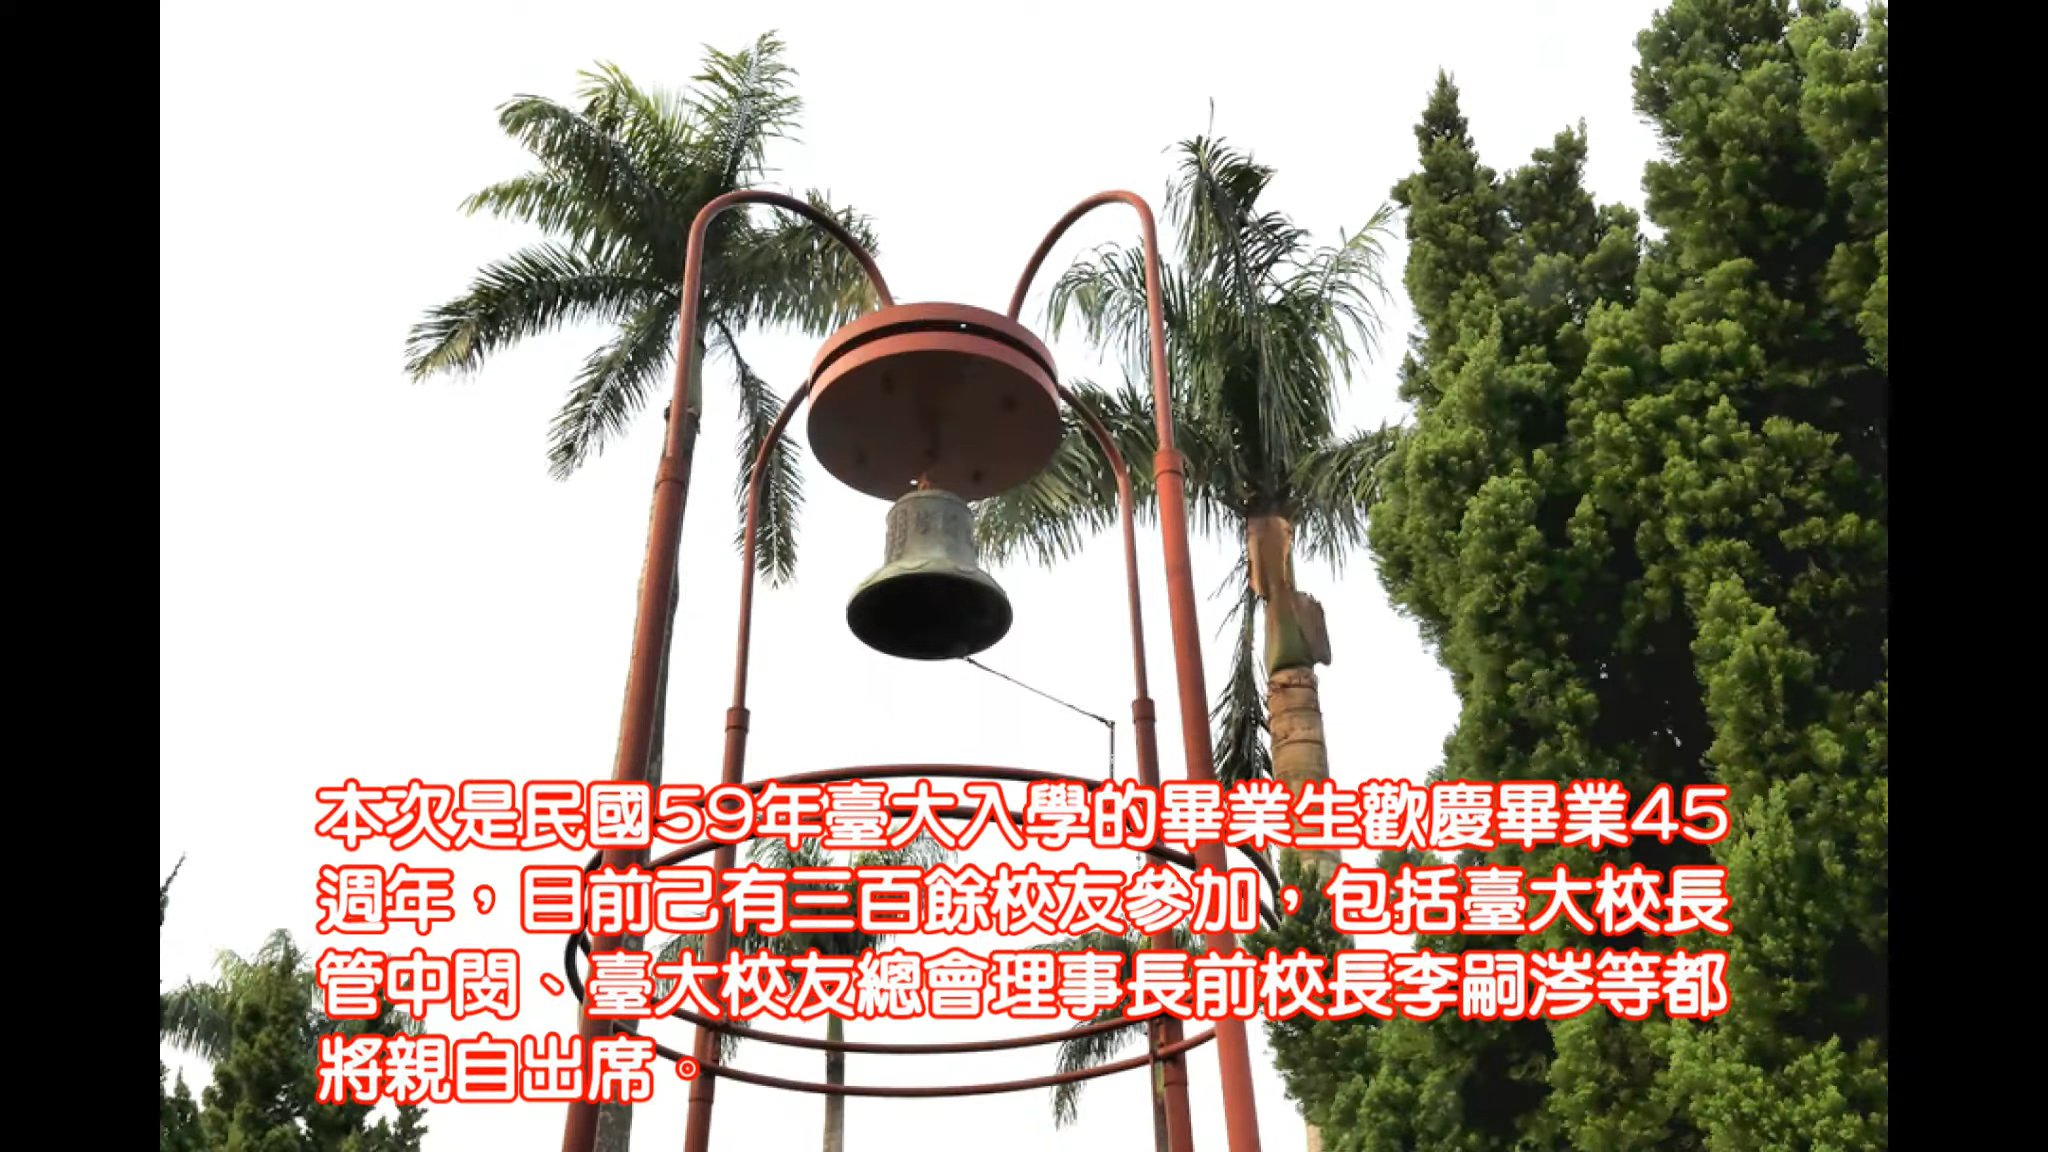 本次是民國59年臺大入學的畢業生歡慶畢業45
週年，目前己有三百餘校友參加，包括臺大校長
管中閔、臺大校友總會理事長前校長李嗣涔等都
將親自出席。